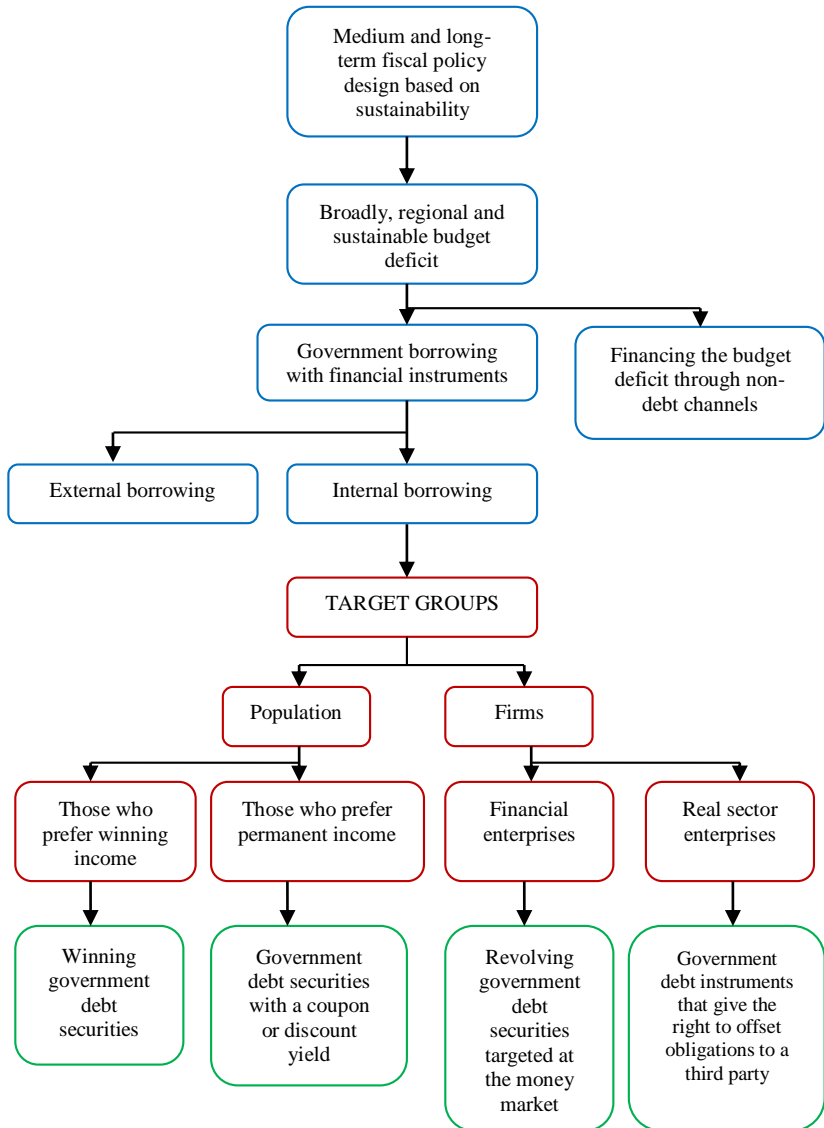 Medium and long-
term fiscal policy
design based on
sustainability
Broadly, regional and
sustainable budget
deficit
Government borrowing
with financial instruments
Financing the budget
deficit through non-
debt channels
External borrowing
Internal borrowing
TARGET GROUPS
Population
Firms
Those who
prefer winning
income
Those who prefer
permanent income
Financial
enterprises
Real sector
enterprises
Winning
government
debt
securities
Government
debt securities
with a coupon
or discount
yield
Revolving
government
debt
securities
targeted at
the money
market
Government
debt instruments
that give the
right to offset
obligations to a
third party